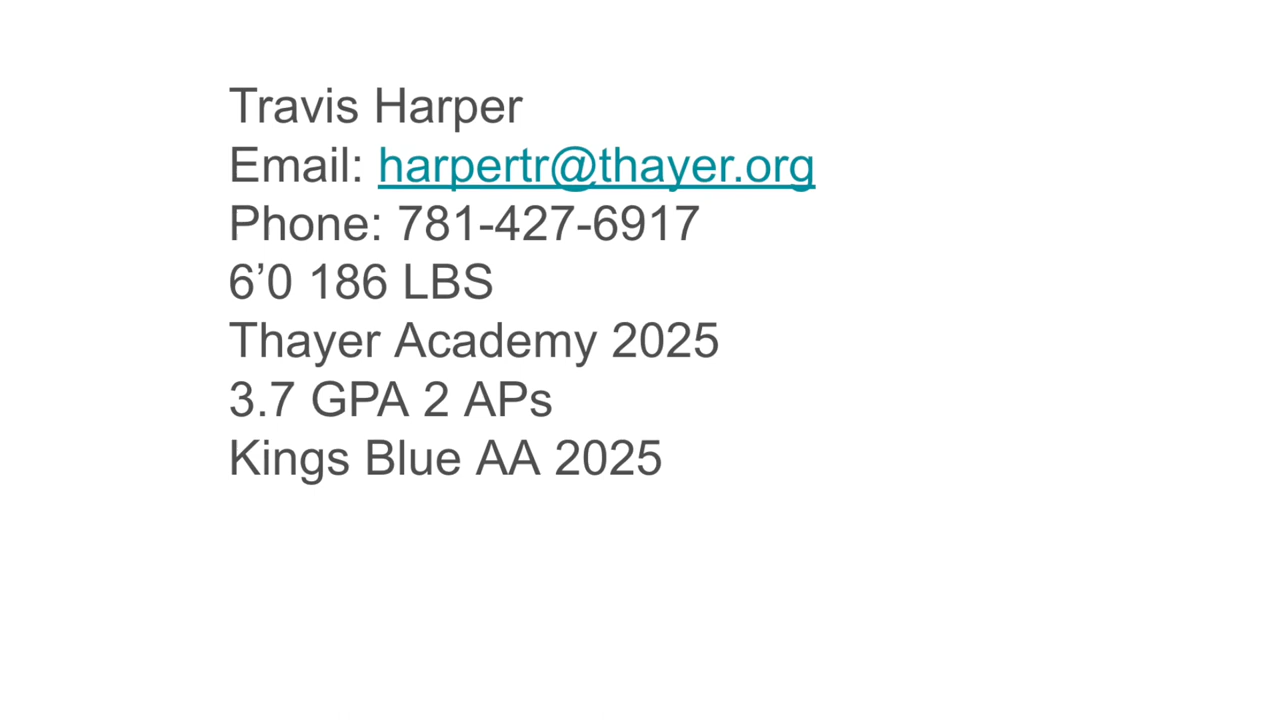 Travis Harper
Email: harpertr@thayer.org
Phone: 781-427-6917
6’0 186 LBS
Thayer Academy 2025
3.7 GPA 2 APs
Kings Blue AA 2025